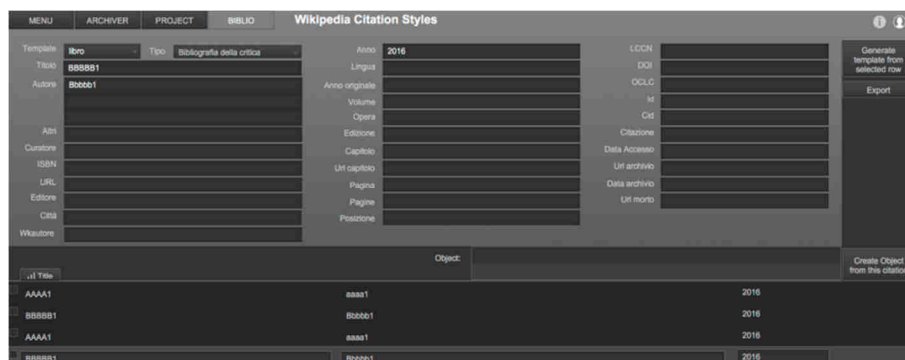 MENU ARCHIVER PROJECT BIBLIO Wikipedia Citation Styles
Template libro Tipo Bibliografia della critica
Titolo BBBBB1
Autore Bbbbb1
Altri
Curatore
ISBN
URL
Editore
Città
Wkautore
Anno 2016
Lingua
Anno originale
Volume
Opera
Edizione
Capitolo
Url capitolo
Pagina
Pagine
Posizione
LCCN
DOI
OCLC
Id
Cid
Citazione
Data Accesso
Url archivio
Data archivio
Url morto
Generate
template from
selected row
Export
Object:
Create Object
from this citation
Title
AAAA1 aaaa1 2016
BBBBB1 Bbbbb1 2016
AAAA1 aaaa1 2016
BBBBB1 Bbbbb1 2016